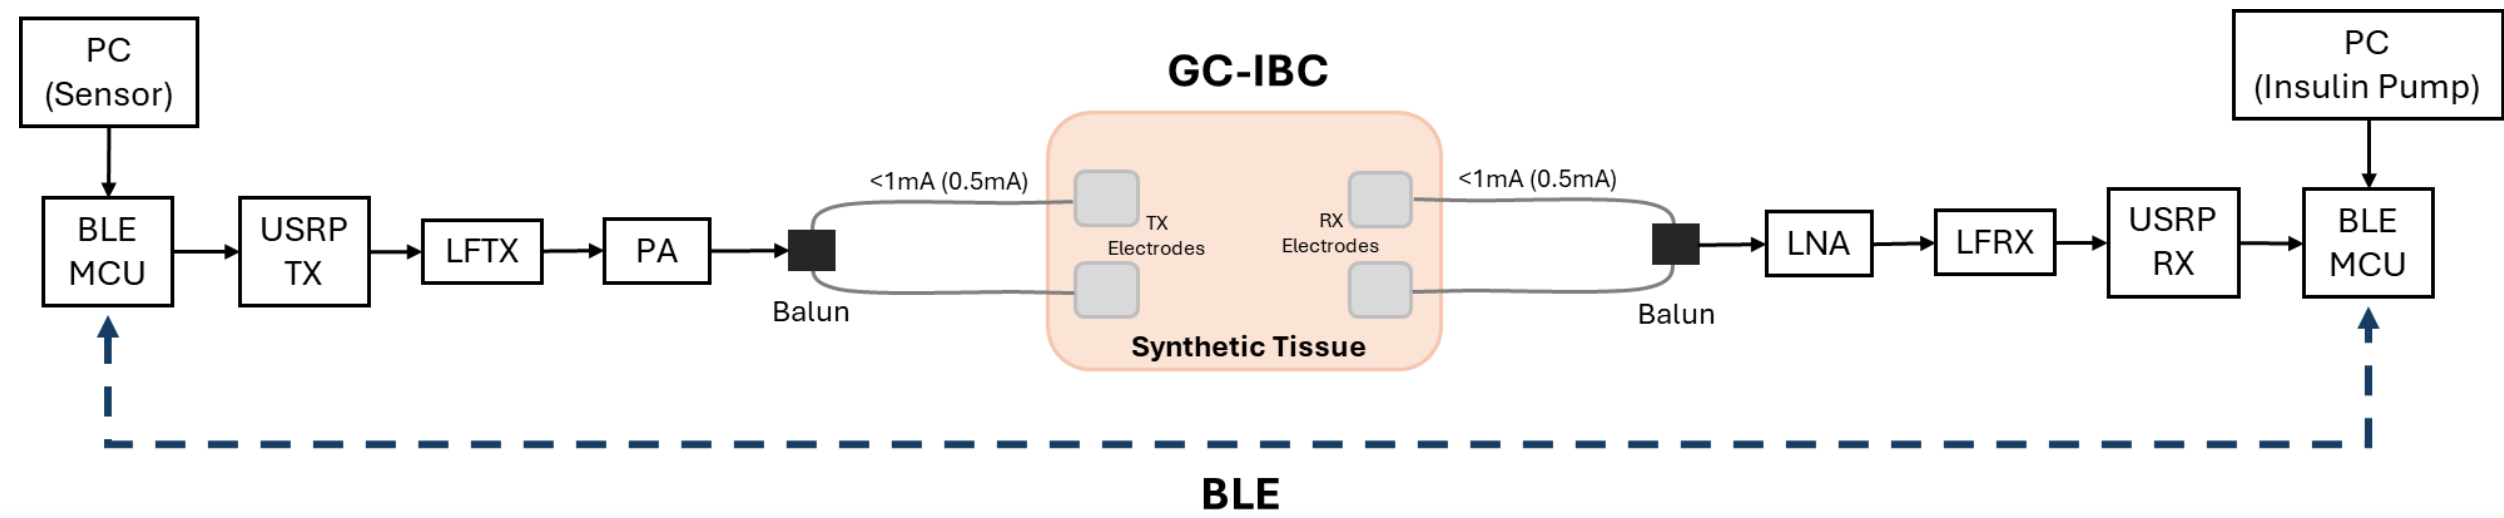 PC
(Sensor)
BLE
MCU
USRP
TX
LFTX
PA
Balun
GC-IBC
<1mA (0.5mA)
TX
Electrodes
RX
Electrodes
Synthetic Tissue
<1mA (0.5mA)
Balun
LNA
LFRX
USRP
RX
PC
(Insulin Pump)
BLE
MCU
BLE